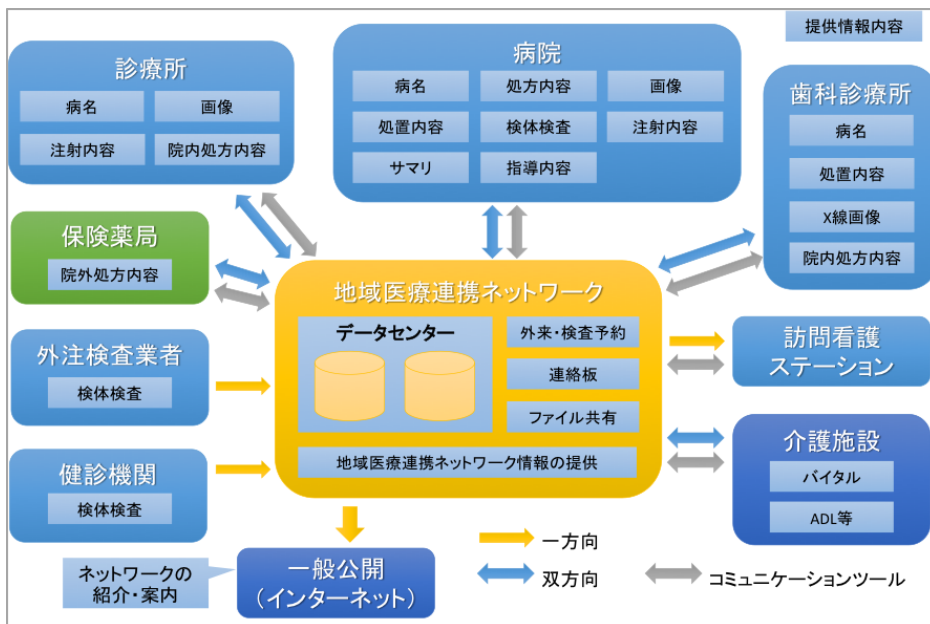 提供情報内容
診療所
病名
画像
注射内容
院内処方内容
病院
病名
処方内容
画像
処置内容
検体検査
注射内容
サマリ
指導内容
歯科診療所
病名
処置内容
X線画像
院内処方内容
保険薬局
院外処方内容
外注検査業者
検体検査
健診機関
検体検査
地域医療連携ネットワーク
データセンター
外来・検査予約
連絡板
ファイル共有
地域医療連携ネットワーク情報の提供
訪問看護
ステーション
介護施設
バイタル
ADL等
ネットワークの
紹介・案内
一般公開
（インターネット）
一方向
双方向
コミュニケーションツール